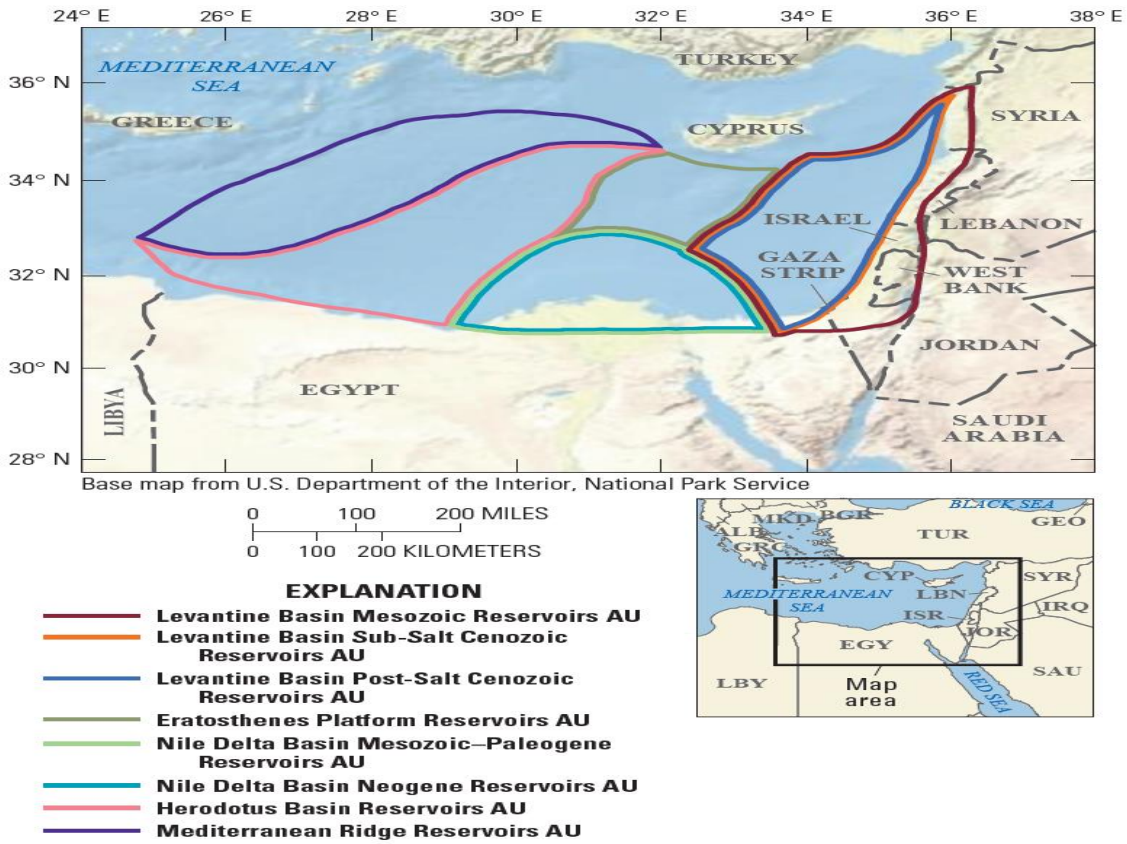 24° E 26° E 28° E 30° E 32° E 34° E 36° E 38° E
36° N
34° N
32° N
30° N
28° N
MEDITERRANEAN
SEA
TURKEY
GREECE
CYPRUS
SYRIA
ISRAEL
LEBANON
GAZA
STRIP
WEST
BANK
JORDAN
EGYPT
LIBYA
SAUDI
ARABIA
Base map from U.S. Department of the Interior, National Park Service
0 100 200 MILES
0 100 200 KILOMETERS
EXPLANATION
Levantine Basin Mesozoic Reservoirs AU
Levantine Basin Sub-Salt Cenozoic
Reservoirs AU
Levantine Basin Post-Salt Cenozoic
Reservoirs AU
Eratosthenes Platform Reservoirs AU
Nile Delta Basin Mesozoic–Paleogene
Reservoirs AU
Nile Delta Basin Neogene Reservoirs AU
Herodotus Basin Reservoirs AU
Mediterranean Ridge Reservoirs AU
BLACK SEA
MKD BGR
GEO
ALB
TUR
GRC
CYP
SYR
MEDITERRANEAN
SEA
LBN
IRQ
ISR
JOR
EGY
LBY
Map
area
SAU
RED SEA